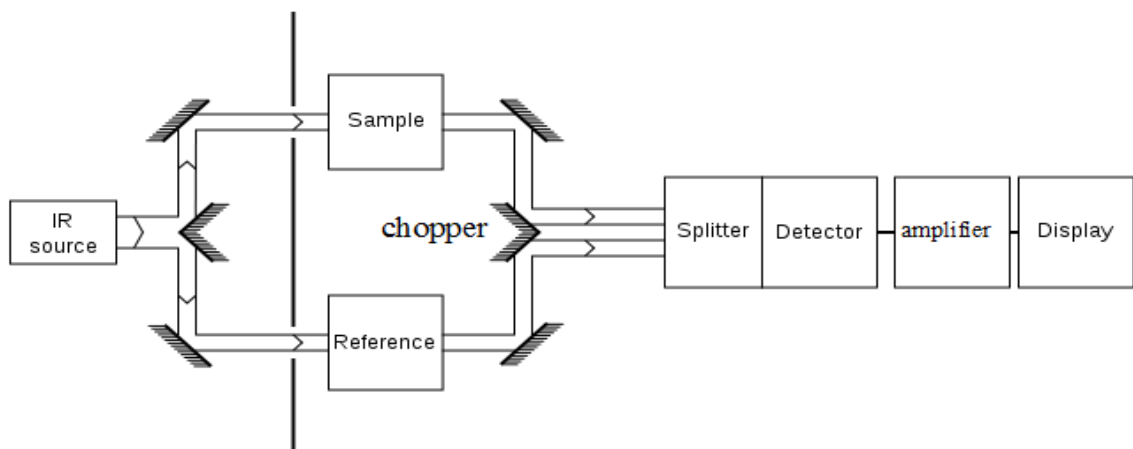 Sample
IR
source
chopper
Splitter
Detector
amplifier
Display
Reference